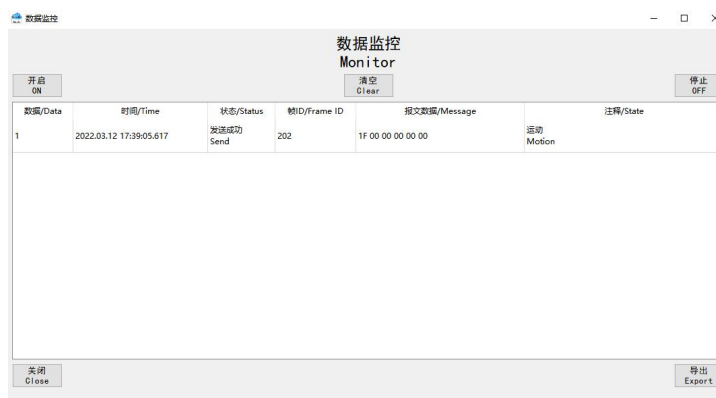 数据监控
数据监控
Monitor
开启
ON
清空
Clear
停止
OFF
数据/Data 时间/Time 状态/Status 帧ID/Frame ID 报文数据/Message 注释/State
1 2022.03.12 17:39:05.617 发送成功 Send 202 1F 00 00 00 00 00 运动 Motion
关闭
Close
导出
Export